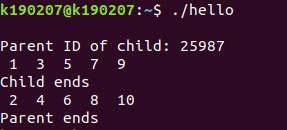 k190207@k190207:~$ ./hello
Parent ID of child: 25987
1 3 5 7 9
Child ends
2 4 6 8 10
Parent ends